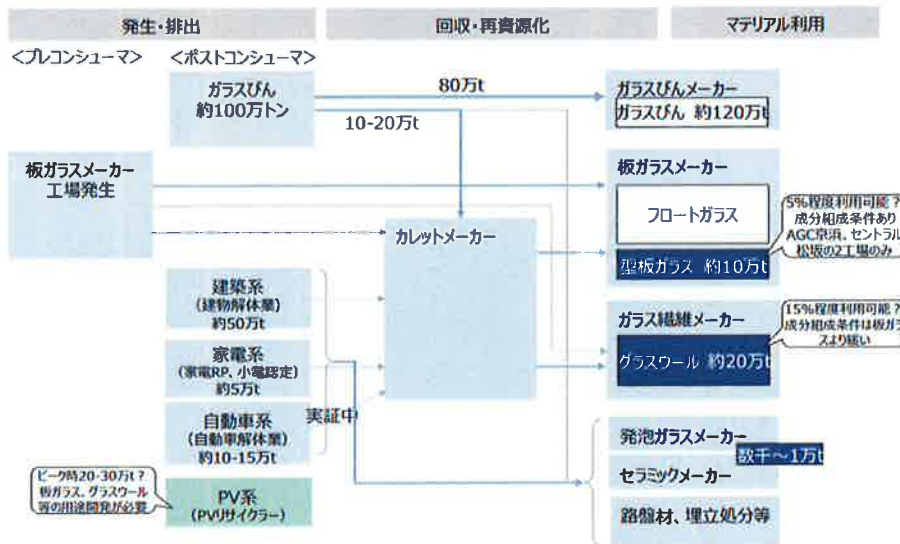 発生・排出
回収・再資源化
マテリアル利用
<プレコンシューマ>
<ポストコンシューマ>
ガラスびん
約100万トン
80万t
10-20万t
ガラスびんメーカー
ガラスびん 約120万t
板ガラスメーカー
工場発生
板ガラスメーカー
フロートガラス
型板ガラス 約10万t
5%程度利用可能？
成分組成条件あり
AGC京浜、セントラル
松坂の2工場のみ
カレットメーカー
建築系
(建物解体業)
約50万t
家電系
(家電RP、小電認定)
約5万t
自動車系
(自動車解体業)
約10-15万t
実証中
PV系
(PVリサイクラー)
ピーク時20-30万t？
板ガラス、グラスウール
等の用途開発が必要
ガラス繊維メーカー
グラスウール 約20万t
15%程度利用可能？
成分組成条件は板ガラ
スより緩い
発泡ガラスメーカー
数千～1万t
セラミックメーカー
路盤材、埋立処分等